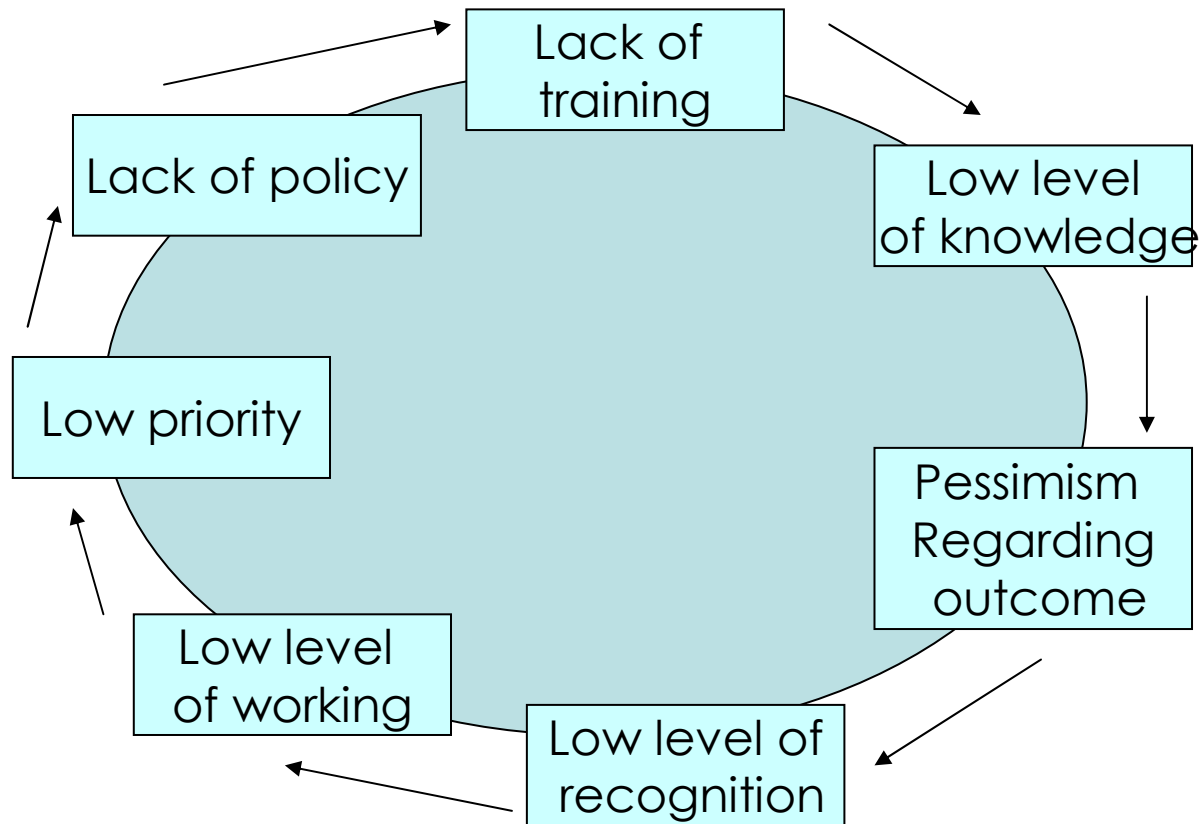 Lack of
training
Low level
of knowledge
Pessimism
Regarding
outcome
Low level of
recognition
Low level
of working
Low priority
Lack of policy